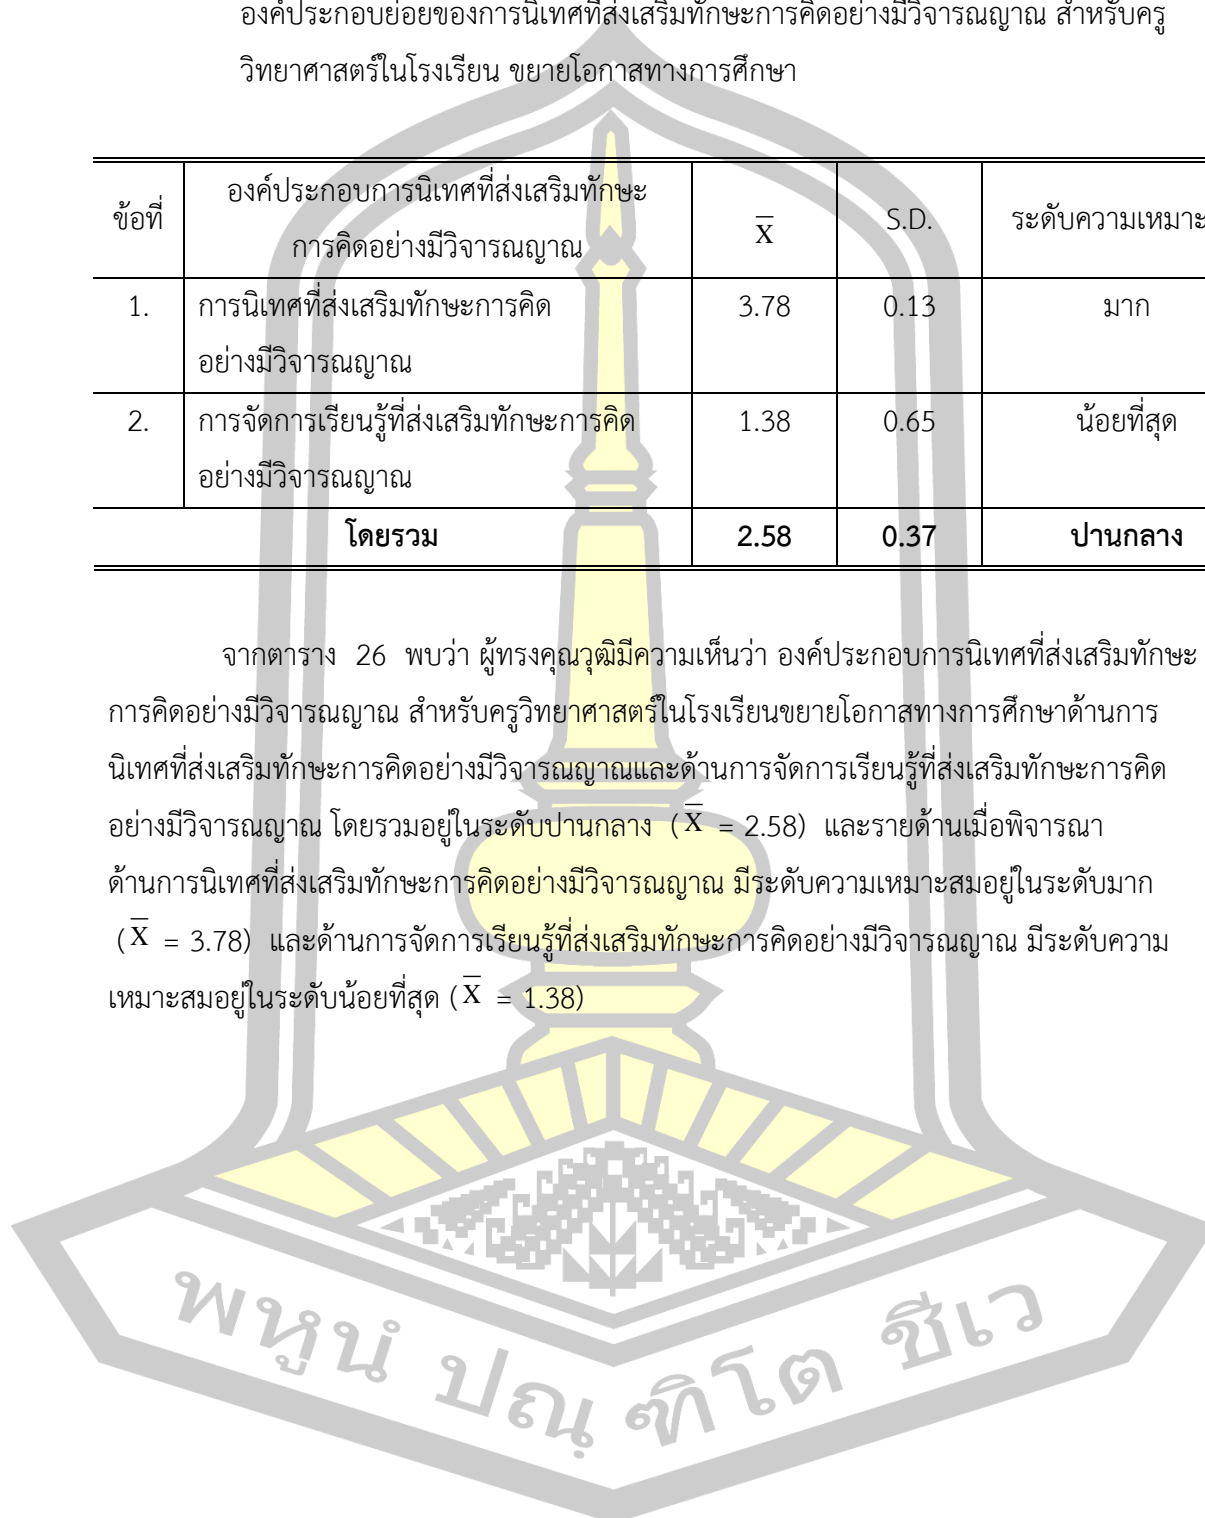 องค์ประกอบย่อยของการนิเทศที่ส่งเสริมทักษะการคิดอย่างมีวิจารณญาณ สำหรับครู
วิทยาศาสตร์ในโรงเรียน ขยายโอกาสทางการศึกษา
ข้อที่ องค์ประกอบการนิเทศที่ส่งเสริมทักษะ X̅ S.D. ระดับความเหมาะ
การคิดอย่างมีวิจารณญาณ
1. การนิเทศที่ส่งเสริมทักษะการคิด 3.78 0.13 มาก
อย่างมีวิจารณญาณ
2. การจัดการเรียนรู้ที่ส่งเสริมทักษะการคิด 1.38 0.65 น้อยที่สุด
อย่างมีวิจารณญาณ
โดยรวม 2.58 0.37 ปานกลาง
จากตาราง 26 พบว่า ผู้ทรงคุณวุฒิมีความเห็นว่า องค์ประกอบการนิเทศที่ส่งเสริมทักษะ
การคิดอย่างมีวิจารณญาณ สำหรับครูวิทยาศาสตร์ในโรงเรียนขยายโอกาสทางการศึกษาด้านการ
นิเทศที่ส่งเสริมทักษะการคิดอย่างมีวิจารณญาณและด้านการจัดการเรียนรู้ที่ส่งเสริมทักษะการคิด
อย่างมีวิจารณญาณ โดยรวมอยู่ในระดับปานกลาง (X̅ = 2.58) และรายด้านเมื่อพิจารณา
ด้านการนิเทศที่ส่งเสริมทักษะการคิดอย่างมีวิจารณญาณ มีระดับความเหมาะสมอยู่ในระดับมาก
(X̅ = 3.78) และด้านการจัดการเรียนรู้ที่ส่งเสริมทักษะการคิดอย่างมีวิจารณญาณ มีระดับความ
เหมาะสมอยู่ในระดับน้อยที่สุด (X̅ = 1.38)
พหูนํ ปณฺฑิโต ชีเว